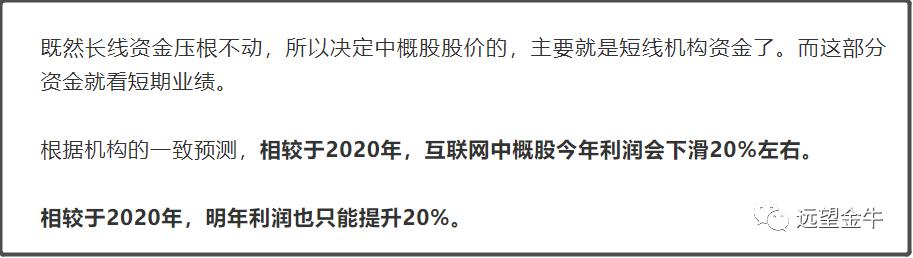 既然长线资金压根不动，所以决定中概股股价的，主要就是短线机构资金了。而这部分
资金就看短期业绩。
根据机构的一致预测，相较于2020年，互联网中概股今年利润会下滑20%左右。
相较于2020年，明年利润也只能提升20%。
远望金牛